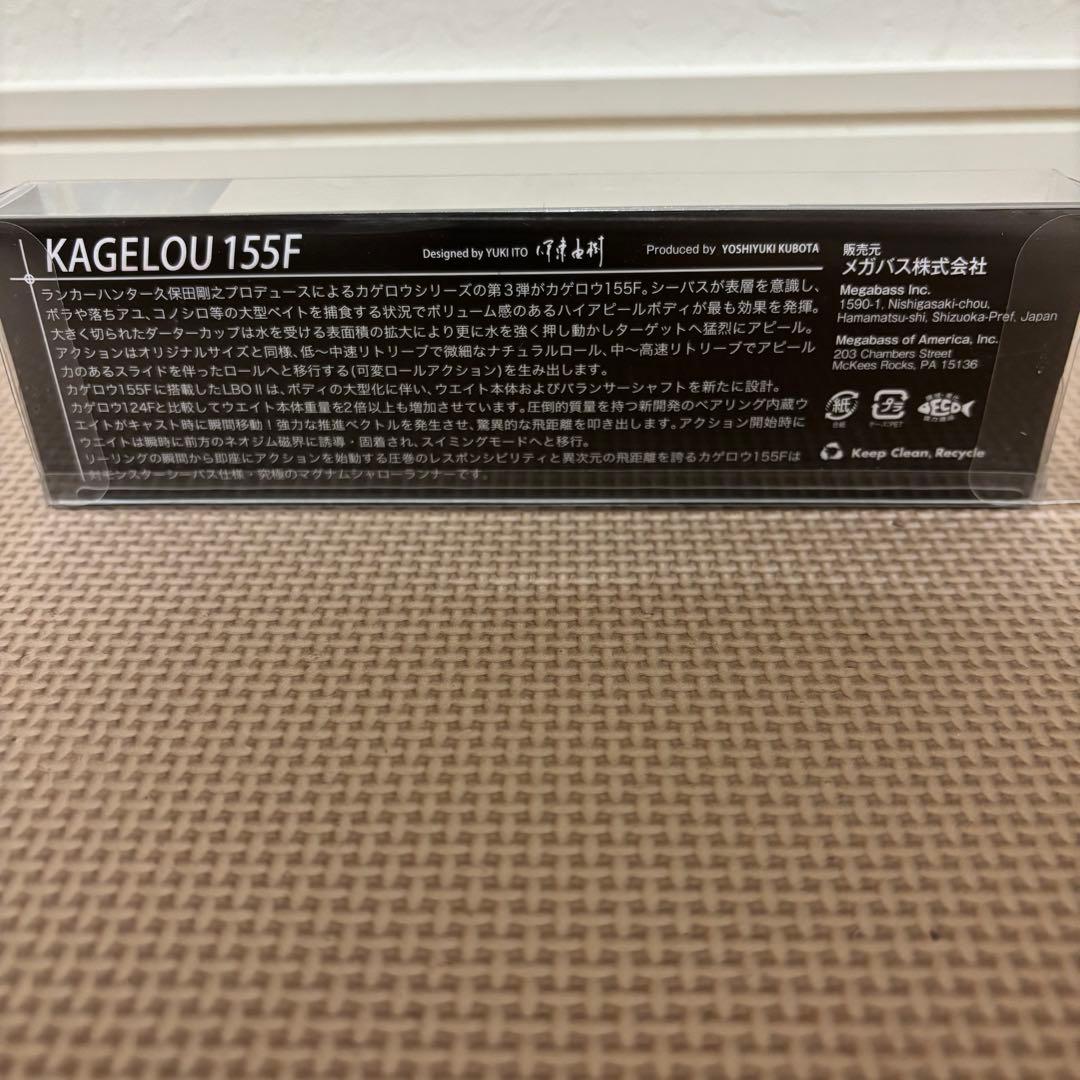 KAGELOU 155F
Designed by YUKI ITO 伊東由樹
Produced by YOSHIYUKI KUBOTA
ランカーハンター久保田剛之プロデュースによるカゲロウシリーズの第3弾がカゲロウ155F。シーバスが表層を意識し、
ボラや落ちアユ、コノシロ等の大型ベイトを捕食する状況でボリューム感のあるハイアピールボディが最も効果を発揮。
大きく切られたダーターカップは水を受ける表面積の拡大により更に水を強く押し動かしターゲットへ猛烈にアピール。
アクションはオリジナルサイズと同様、低〜中速リトリーブで微細なナチュラルロール、中〜高速リトリーブでアピール
力のあるスライドを伴ったロールへと移行する(可変ロールアクション)を生み出します。
カゲロウ155Fに搭載したLBOⅡは、ボディの大型化に伴い、ウエイト本体およびバランサーシャフトを新たに設計。
カゲロウ124Fと比較してウエイト本体重量を2倍以上も増加させています。圧倒的質量を持つ新開発のベアリング内蔵ウ
エイトがキャスト時に瞬間移動!強力な推進ベクトルを発生させ、驚異的な飛距離を叩き出します。アクション開始時に
ウエイトは瞬時に前方のネオジム磁界に誘導・固着され、スイミングモードへと移行。
リーリングの瞬間から即座にアクションを始動する圧巻のレスポンシビリティと異次元の飛距離を誇るカゲロウ155Fは
対モンスターシーバス仕様・究極のマグナムシャローランナーです。
販売元
メガバス株式会社
Megabass Inc.
1590-1, Nishigasaki-chou,
Hamamatsu-shi, Shizuoka-Pref, Japan
Megabass of America, Inc.
203 Chambers Street
McKees Rocks, PA 15136
紙
台紙
プラ
ケース:PET
ECO
Keep Clean, Recycle